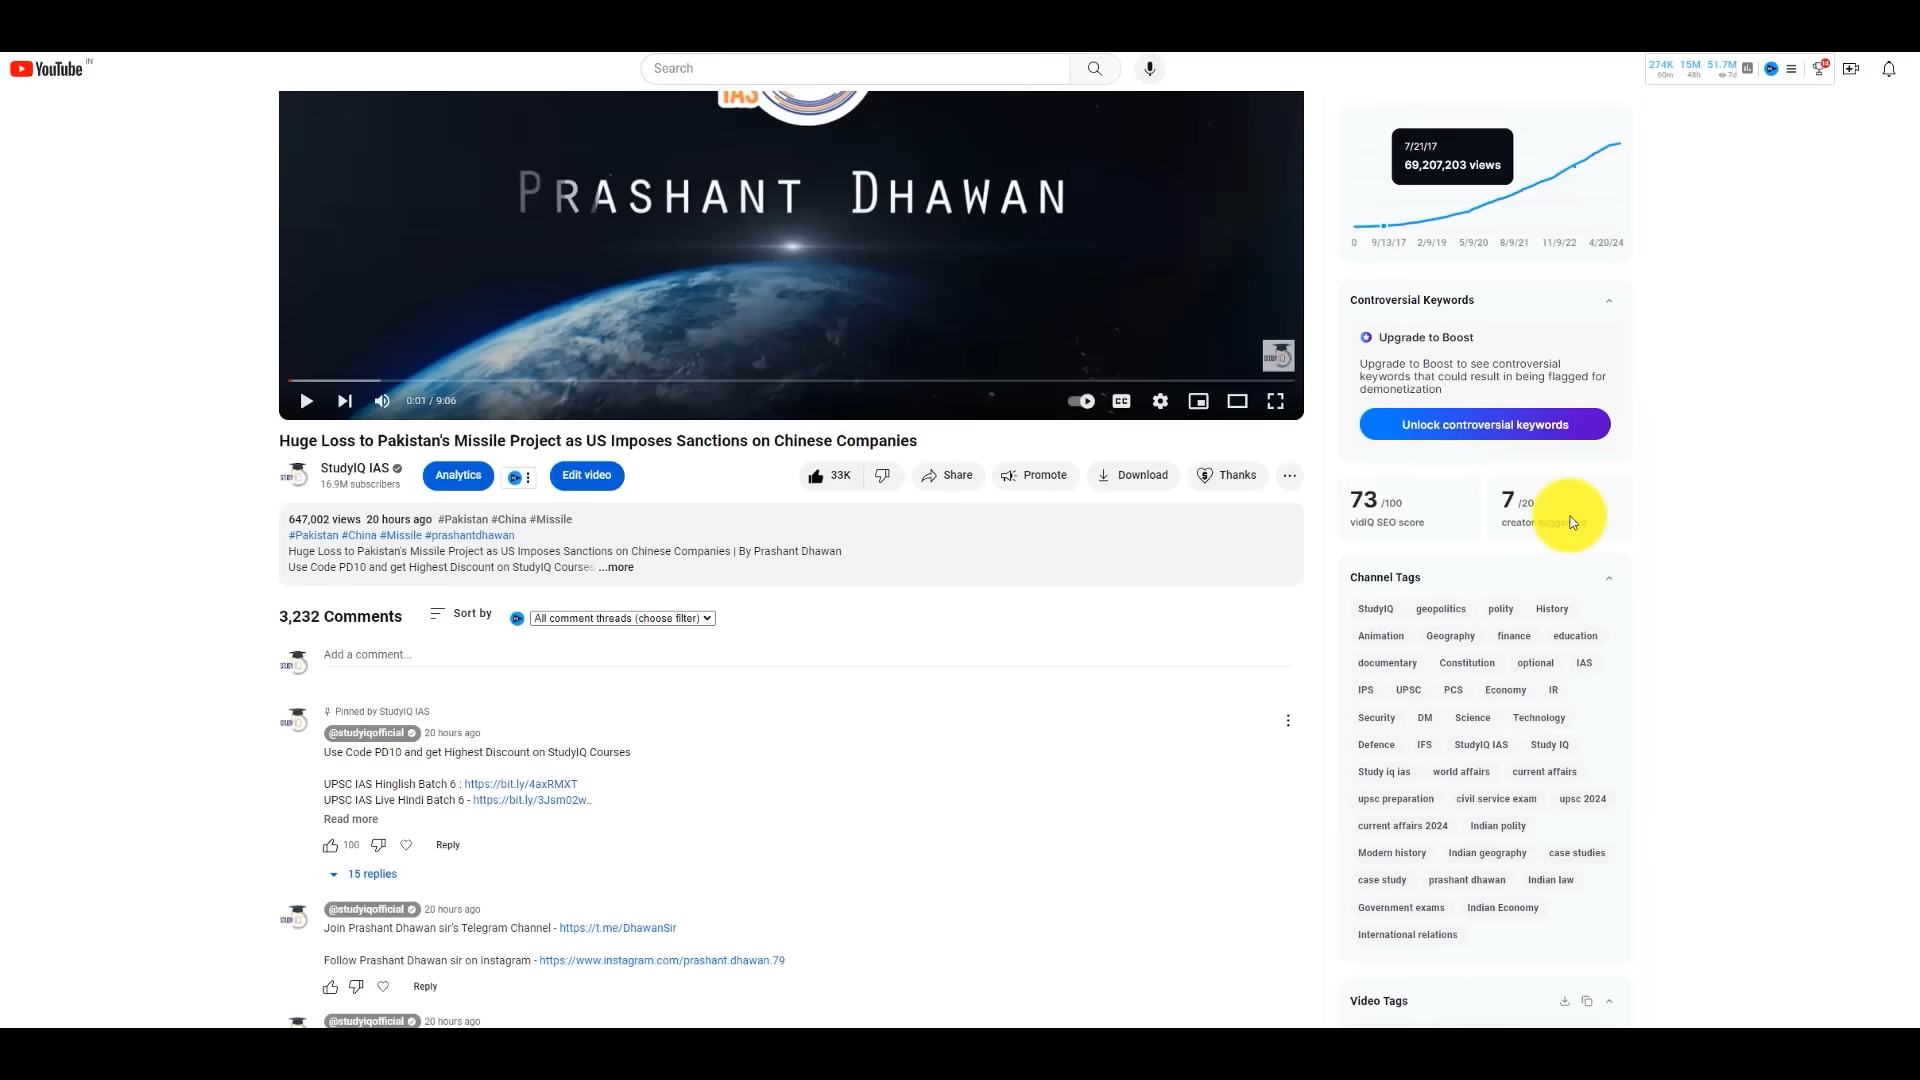 YouTube IN
Search
274K 15M 51.7M
60m 48h 7d
14
IAS
PRASHANT DHAWAN
0:01 / 9:06
CC
Huge Loss to Pakistan's Missile Project as US Imposes Sanctions on Chinese Companies
StudyIQ IAS
16.9M subscribers
Analytics
Edit video
33K
Share
Promote
Download
Thanks
647,002 views 20 hours ago #Pakistan #China #Missile
#Pakistan #China #Missile #prashantdhawan
Huge Loss to Pakistan's Missile Project as US Imposes Sanctions on Chinese Companies | By Prashant Dhawan
Use Code PD10 and get Highest Discount on StudyIQ Courses ...more
3,232 Comments
Sort by
All comment threads (choose filter)
Add a comment...
Pinned by StudyIQ IAS
@studyiqofficial 20 hours ago
Use Code PD10 and get Highest Discount on StudyIQ Courses
UPSC IAS Hinglish Batch 6 : https://bit.ly/4axRMXT
UPSC IAS Live Hindi Batch 6 - https://bit.ly/3Jsm02w...
Read more
100
Reply
15 replies
@studyiqofficial 20 hours ago
Join Prashant Dhawan sir's Telegram Channel - https://t.me/DhawanSir
Follow Prashant Dhawan sir on Instagram - https://www.instagram.com/prashant.dhawan.79
Reply
@studyiqofficial 20 hours ago
7/21/17
69,207,203 views
0 9/13/17 2/9/19 5/9/20 8/9/21 11/9/22 4/20/24
Controversial Keywords
Upgrade to Boost
Upgrade to Boost to see controversial
keywords that could result in being flagged for
demonetization
Unlock controversial keywords
73 /100
vidIQ SEO score
7 /20
creator suggested
Channel Tags
StudyIQ geopolitics polity History
Animation Geography finance education
documentary Constitution optional IAS
IPS UPSC PCS Economy IR
Security DM Science Technology
Defence IFS StudyIQ IAS Study IQ
Study iq ias world affairs current affairs
upsc preparation civil service exam upsc 2024
current affairs 2024 Indian polity
Modern history Indian geography case studies
case study prashant dhawan Indian law
Government exams Indian Economy
International relations
Video Tags